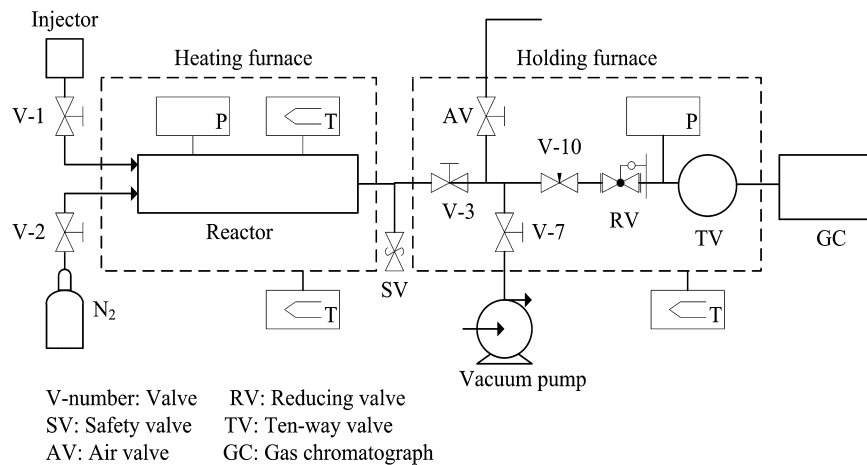 Injector
Heating furnace
Holding furnace
V-1
P
T
AV
P
V-10
V-2
Reactor
V-3
V-7
RV
TV
GC
N₂
T
SV
T
Vacuum pump
V-number: Valve RV: Reducing valve
SV: Safety valve TV: Ten-way valve
AV: Air valve GC: Gas chromatograph